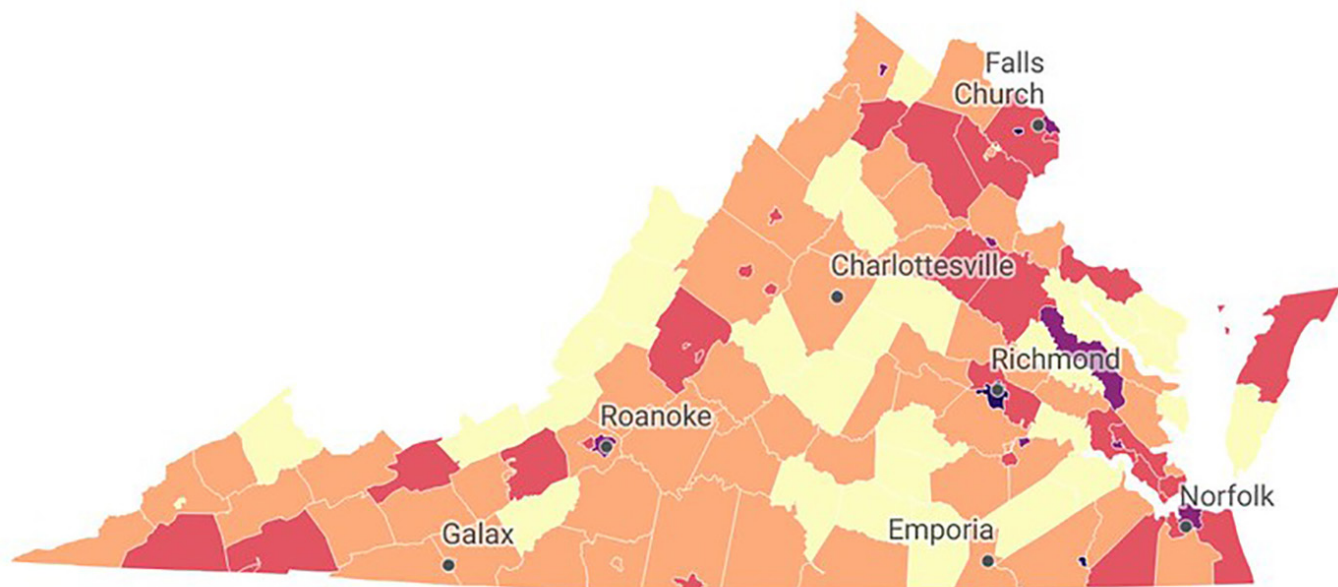 Falls
Church
Charlottesville
Richmond
Roanoke
Norfolk
Galax
Emporia